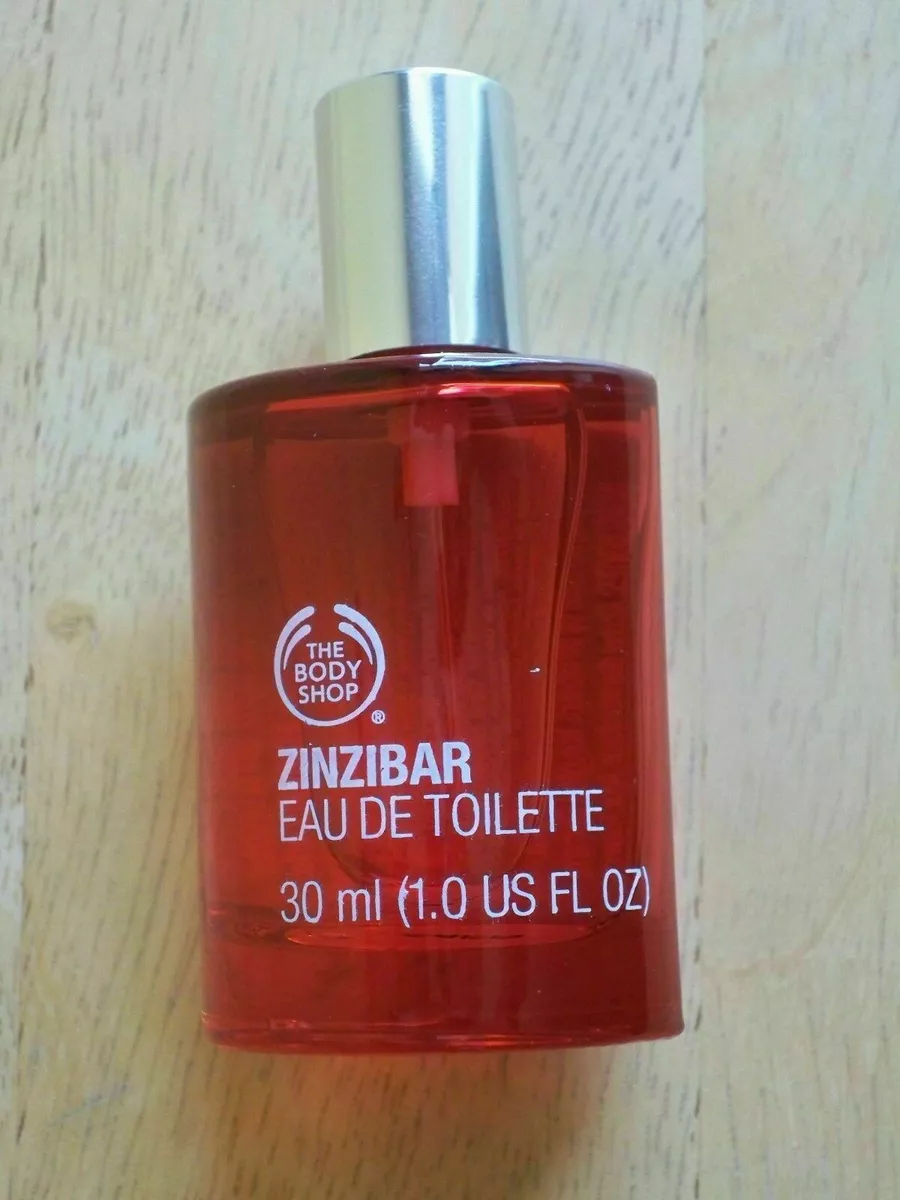 THE
BODY
SHOP
®
ZINZIBAR
EAU DE TOILETTE
30 ml (1.0 US FL OZ)